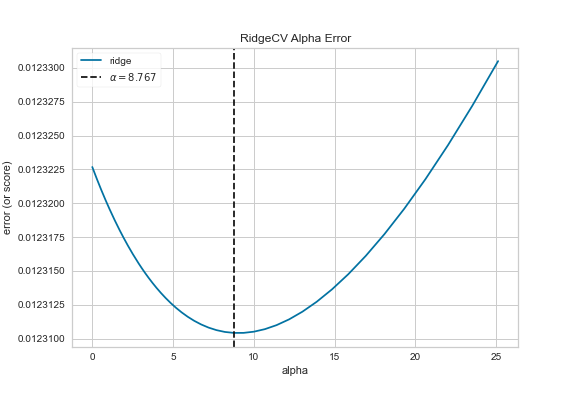 RidgeCV Alpha Error
ridge
α = 8.767
0.0123300
0.0123275
0.0123250
0.0123225
0.0123200
0.0123175
0.0123150
0.0123125
0.0123100
error (or score)
0 5 10 15 20 25
alpha